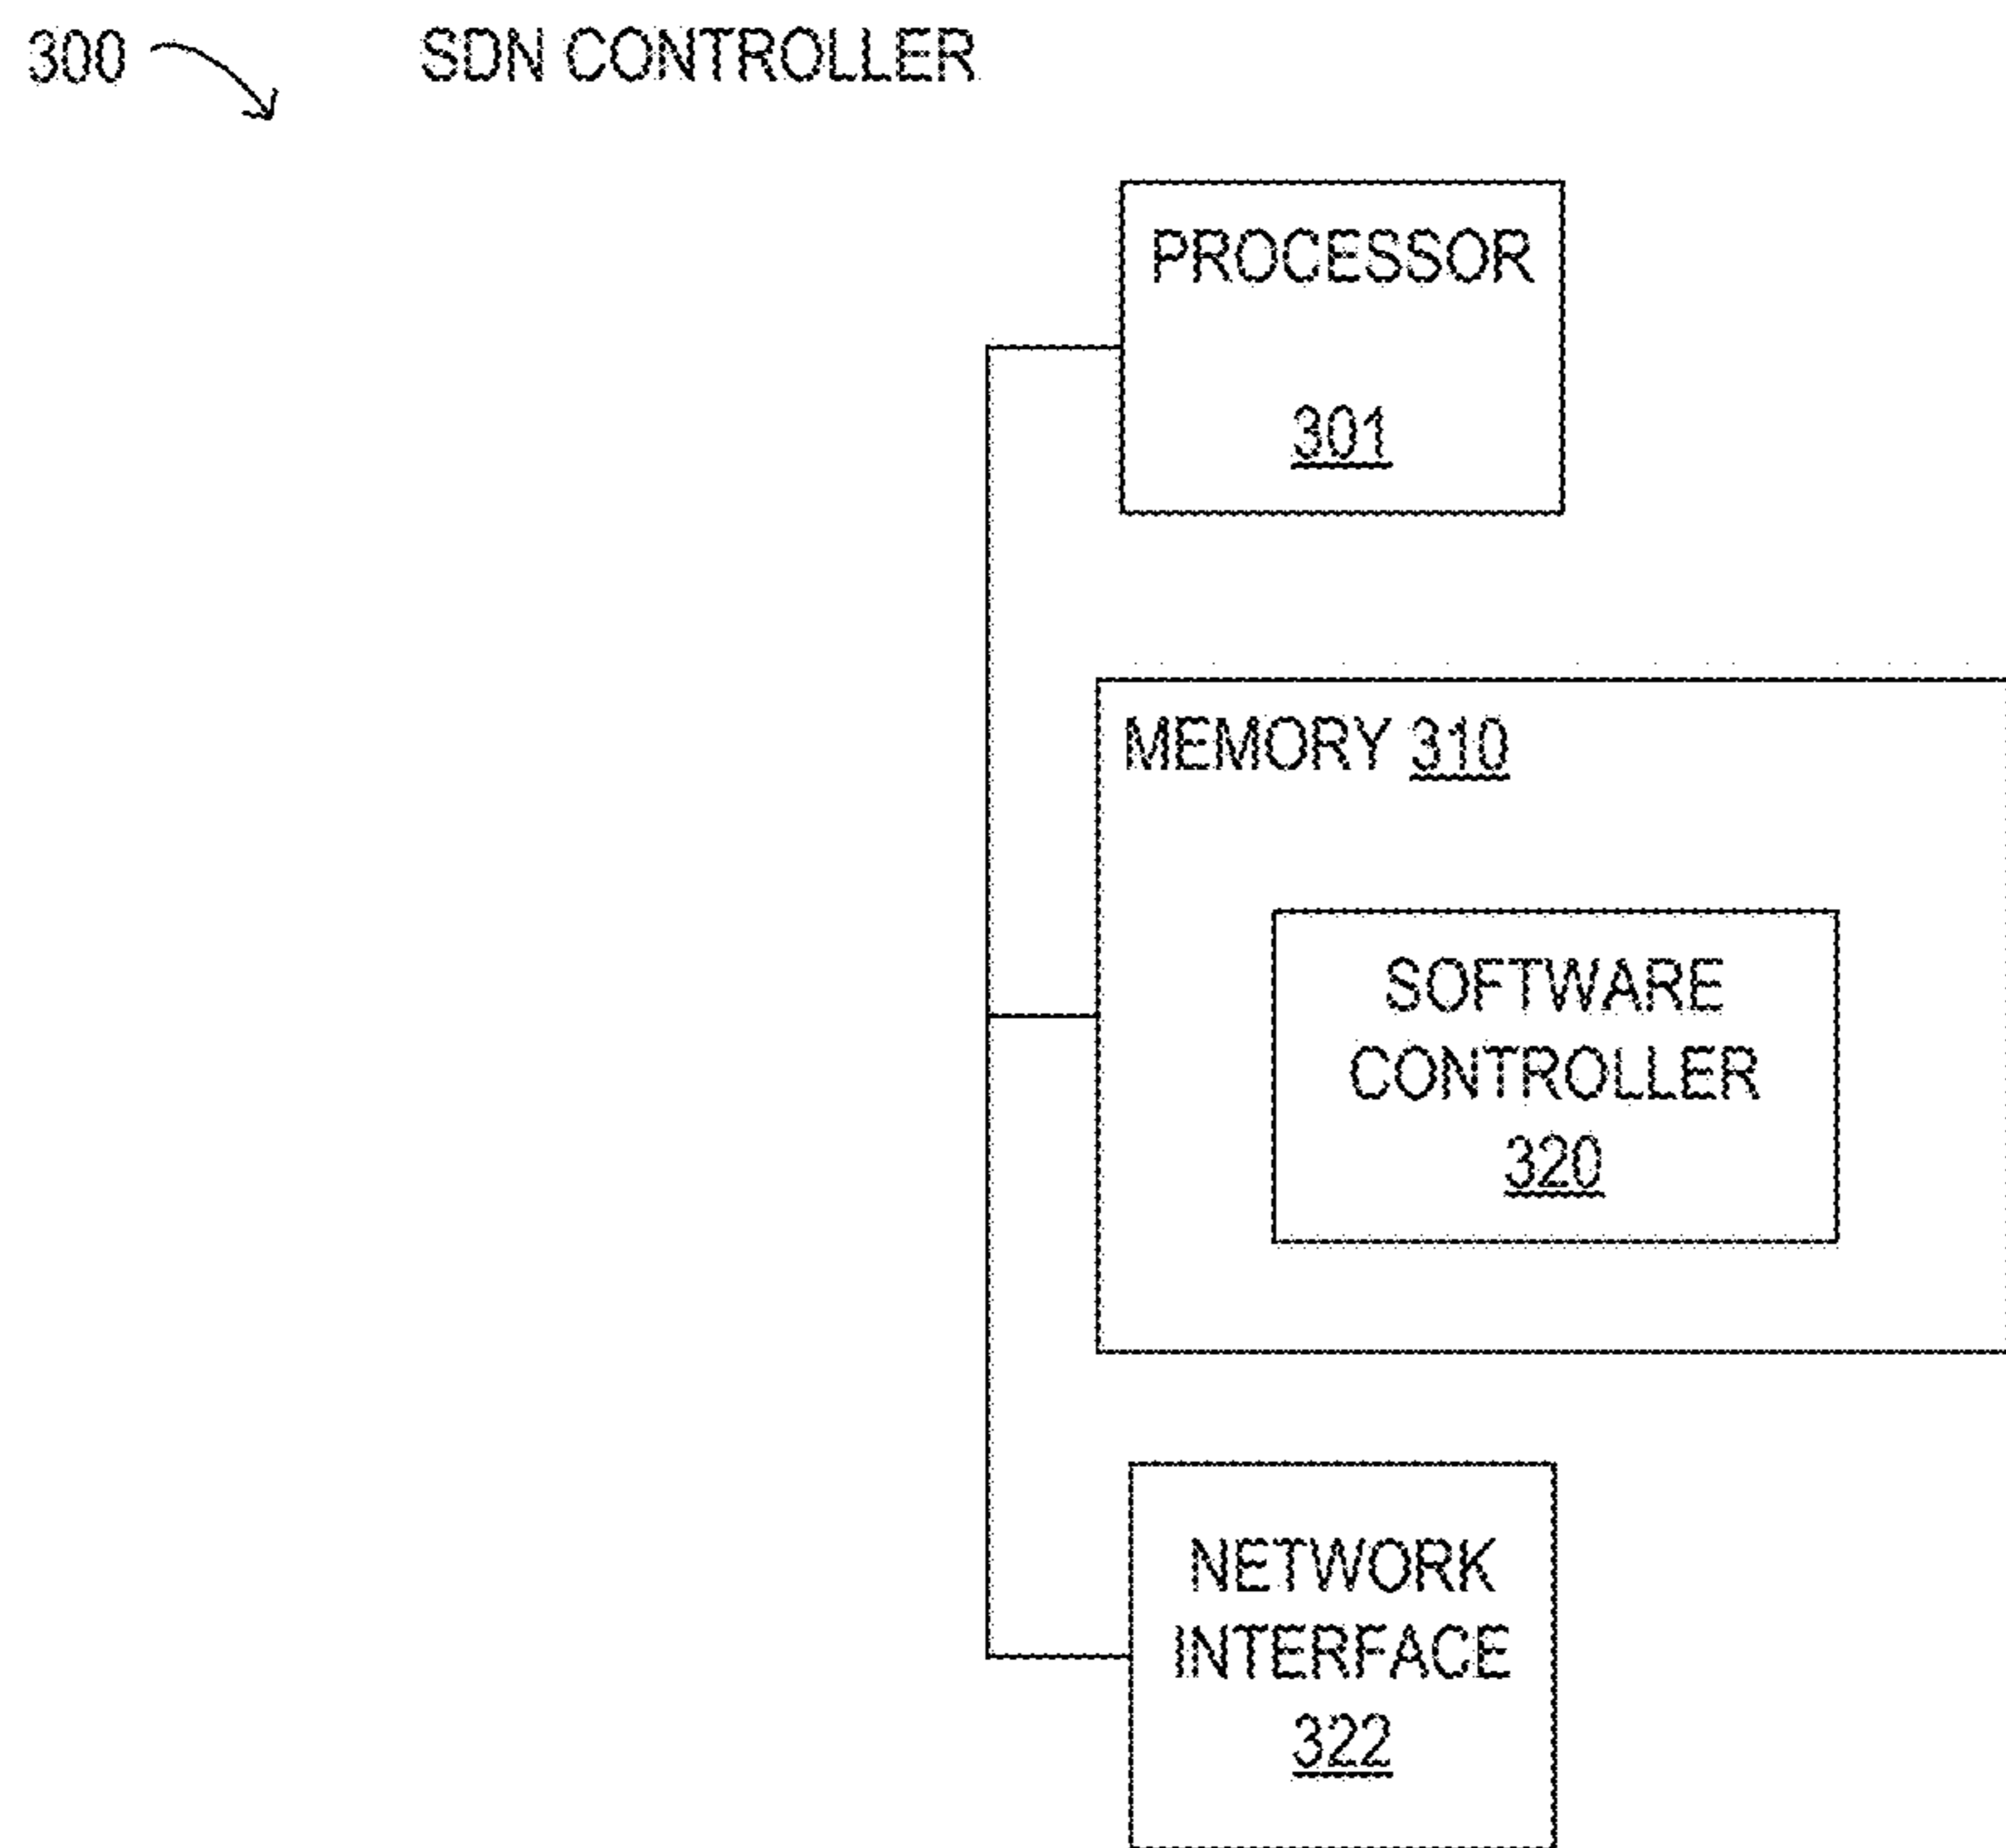 300 SDN CONTROLLER
PROCESSOR
301
MEMORY 310
SOFTWARE
CONTROLLER
320
NETWORK
INTERFACE
322